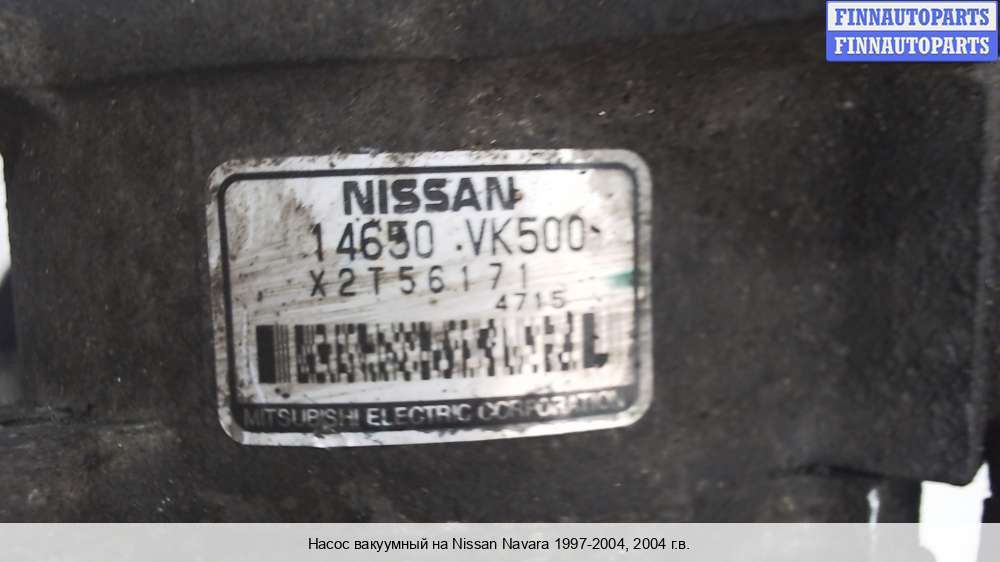 FINNAUTOPARTS
FINNAUTOPARTS
NISSAN
14650 VK500
X2T56171
4715
MITSUBISHI ELECTRIC CORPORATION
Насос вакуумный на Nissan Navara 1997-2004, 2004 г.в.